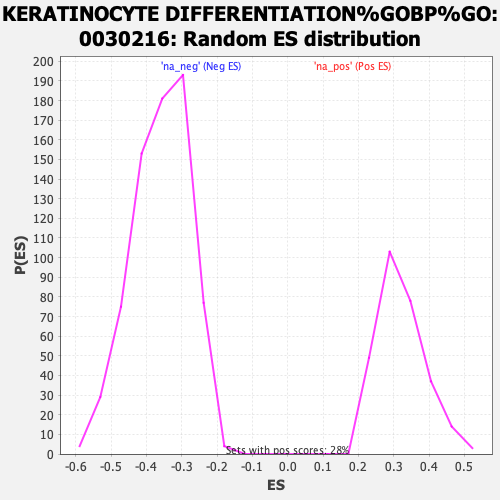 KERATINOCYTE DIFFERENTIATION%GOBP%GO:
0030216: Random ES distribution
'na_neg' (Neg ES)
'na_pos' (Pos ES)
200
190
180
170
160
150
140
130
120
110
100
90
80
70
60
50
40
30
20
10
0
P(ES)
Sets with pos scores: 28%
-0.6 -0.5 -0.4 -0.3 -0.2 -0.1 0.0 0.1 0.2 0.3 0.4 0.5
ES